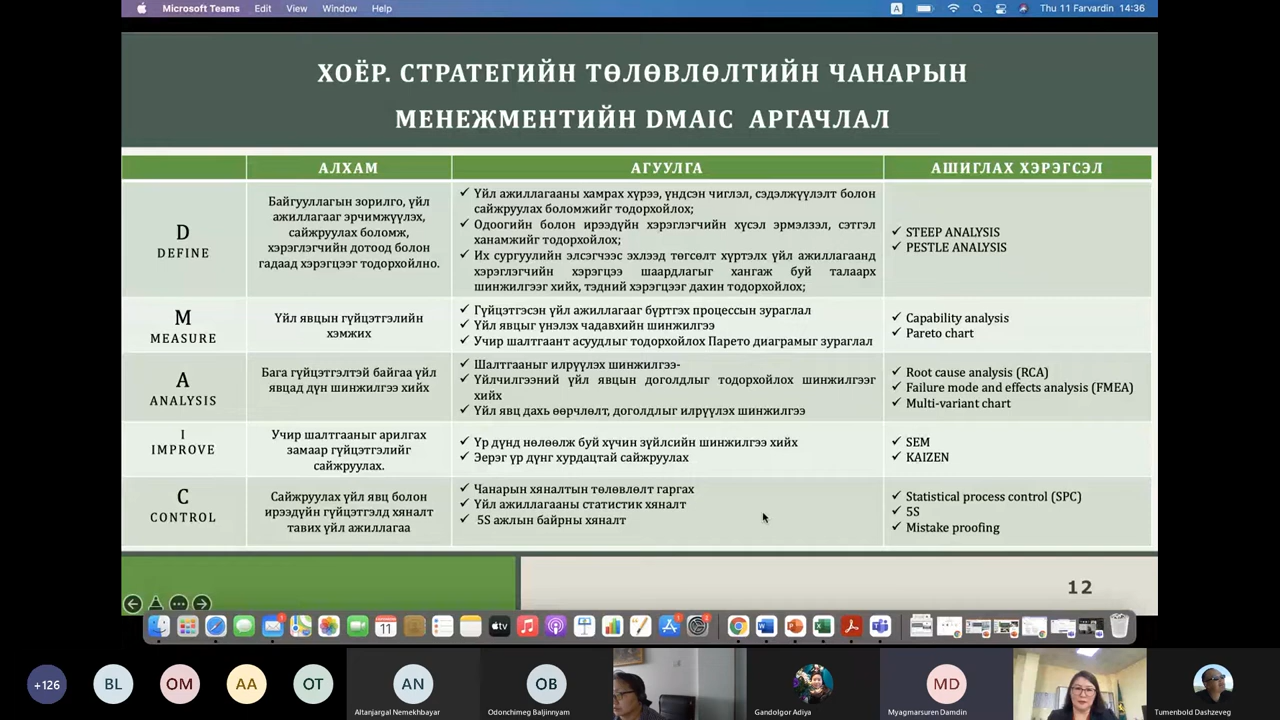 Microsoft Teams Edit View Window Help
A
Thu 11 Farvardin 14:36
ХОЁР. СТРАТЕГИЙН ТӨЛӨВЛӨЛТИЙН ЧАНАРЫН
МЕНЕЖМЕНТИЙН DMAIC АРГАЧЛАЛ
АЛХАМ АГУУЛГА АШИГЛАХ ХЭРЭГСЭЛ
D
DEFINE
Байгууллагын зорилго, үйл
ажиллагааг эрчимжүүлэх,
сайжруулах боломж,
хэрэглэгчийн дотоод болон
гадаад хэрэгцээг тодорхойлно.
✓ Үйл ажиллагааны хамрах хүрээ, үндсэн чиглэл, сэдэлжүүлэлт болон
сайжруулах боломжийг тодорхойлох;
✓ Одоогийн болон ирээдүйн хэрэглэгчийн хүсэл эрмэлзэл, сэтгэл
ханамжийг тодорхойлох;
✓ Их сургуулийн элсэгчээс эхлээд төгсөлт хүртэлх үйл ажиллагаанд
хэрэглэгчийн хэрэгцээ шаардлагыг хангаж буй талаарх
шинжилгээг хийх, тэдний хэрэгцээг дахин тодорхойлох;
✓ STEEP ANALYSIS
✓ PESTLE ANALYSIS
M
MEASURE
Үйл явцын гүйцэтгэлийн
хэмжих
✓ Гүйцэтгэсэн үйл ажиллагааг бүртгэх процессын зураглал
✓ Үйл явцыг үнэлэх чадавхийн шинжилгээ
✓ Учир шалтгаант асуудлыг тодорхойлох Парето диаграмыг зураглал
✓ Capability analysis
✓ Pareto chart
A
ANALYSIS
Бага гүйцэтгэлтэй байгаа үйл
явцад дүн шинжилгээ хийх
✓ Шалтгааныг илрүүлэх шинжилгээ-
✓ Үйлчилгээний үйл явцын доголдлыг тодорхойлох шинжилгээг
хийх
✓ Үйл явц дахь өөрчлөлт, доголдлыг илрүүлэх шинжилгээ
✓ Root cause analysis (RCA)
✓ Failure mode and effects analysis (FMEA)
✓ Multi-variant chart
I
IMPROVE
Учир шалтгааныг арилгах
замаар гүйцэтгэлийг
сайжруулах.
✓ Үр дүнд нөлөөлж буй хүчин зүйлсийн шинжилгээ хийх
✓ Эерэг үр дүнг хурдацтай сайжруулах
✓ SEM
✓ KAIZEN
C
CONTROL
Сайжруулах үйл явц болон
ирээдүйн гүйцэтгэлд хяналт
тавих үйл ажиллагаа
✓ Чанарын хяналтын төлөвлөлт гаргах
✓ Үйл ажиллагааны статистик хяналт
✓ 5S ажлын байрны хяналт
✓ Statistical process control (SPC)
✓ 5S
✓ Mistake proofing
12
11
tv
+126 BL OM AA OT AN OB MD
Altanjargal Nemekhbayar Odonchimeg Baljinnyam Gandolgor Adiya Myagmarsuren Damdin Tumenbold Dashzeveg